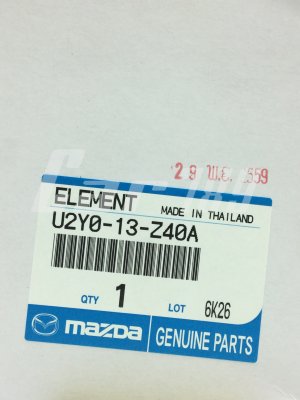 ELEMENT
MADE IN THAILAND
U2Y0-13-Z40A
QTY 1 LOT 6K26
mazda GENUINE PARTS